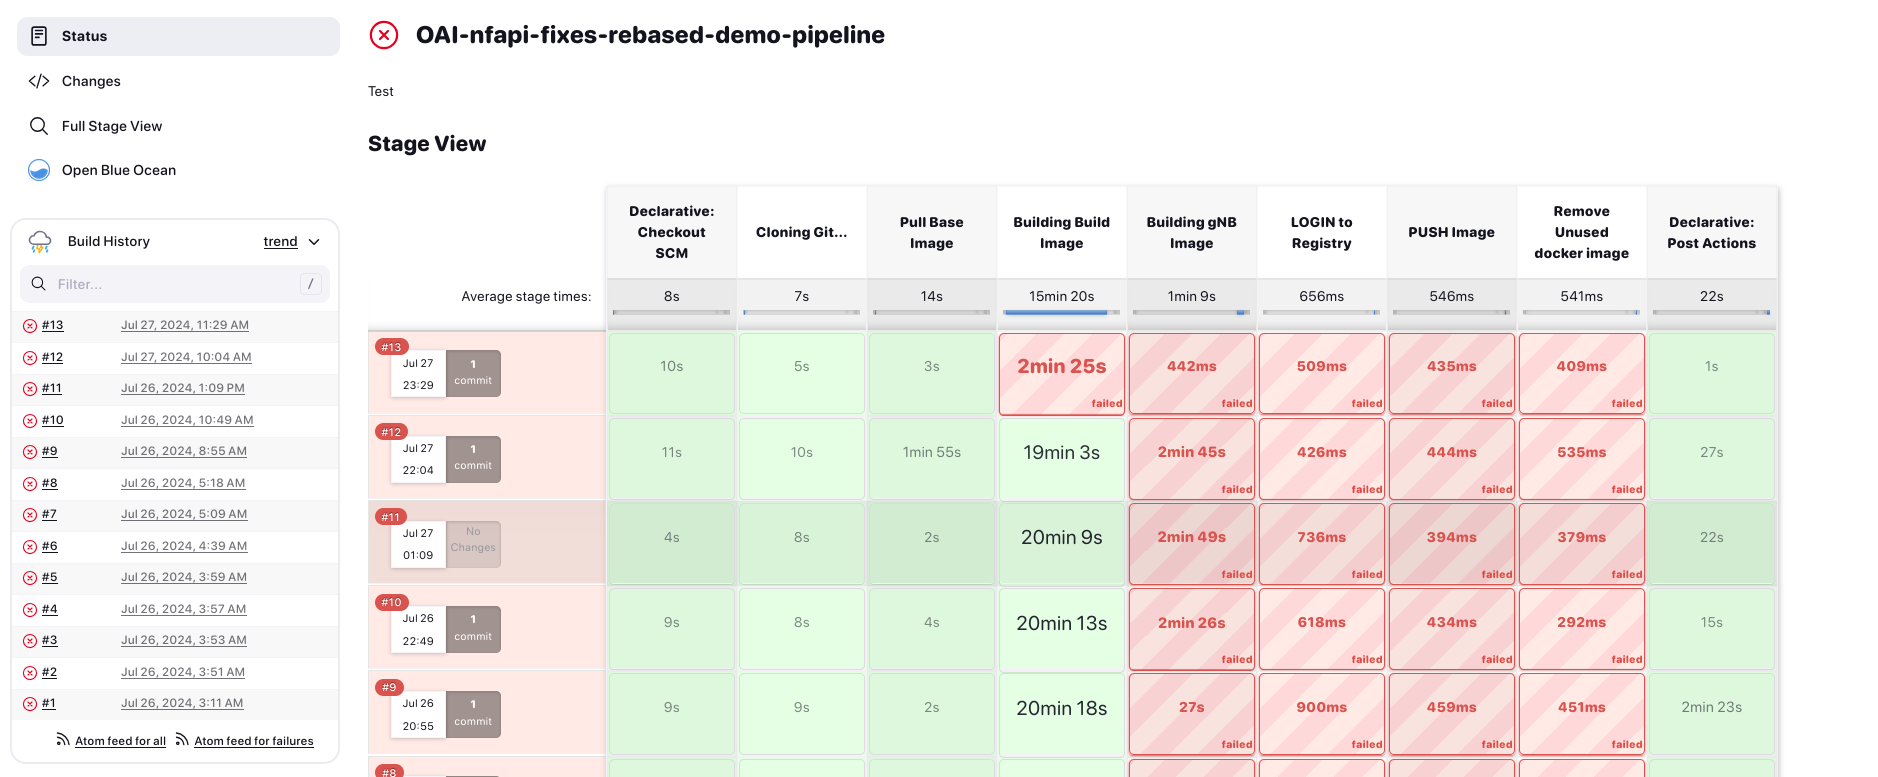 Status
Changes
Full Stage View
Open Blue Ocean
Build History
trend
Filter...
/
#13 Jul 27, 2024, 11:29 AM
#12 Jul 27, 2024, 10:04 AM
#11 Jul 26, 2024, 1:09 PM
#10 Jul 26, 2024, 10:49 AM
#9 Jul 26, 2024, 8:55 AM
#8 Jul 26, 2024, 5:18 AM
#7 Jul 26, 2024, 5:09 AM
#6 Jul 26, 2024, 4:39 AM
#5 Jul 26, 2024, 3:59 AM
#4 Jul 26, 2024, 3:57 AM
#3 Jul 26, 2024, 3:53 AM
#2 Jul 26, 2024, 3:51 AM
#1 Jul 26, 2024, 3:11 AM
Atom feed for all Atom feed for failures
OAI-nfapi-fixes-rebased-demo-pipeline
Test
Stage View
Declarative:
Checkout
SCM
Cloning Git...
Pull Base
Image
Building Build
Image
Building gNB
Image
LOGIN to
Registry
PUSH Image
Remove
Unused
docker image
Declarative:
Post Actions
Average stage times: 8s 7s 14s 15min 20s 1min 9s 656ms 546ms 541ms 22s
#13
Jul 27
23:29
1
commit
10s 5s 3s 2min 25s 442ms 509ms 435ms 409ms 1s
failed failed failed failed failed
#12
Jul 27
22:04
1
commit
11s 10s 1min 55s 19min 3s 2min 45s 426ms 444ms 535ms 27s
failed failed failed failed
#11
Jul 27
01:09
No
Changes
4s 8s 2s 20min 9s 2min 49s 736ms 394ms 379ms 22s
failed failed failed failed
#10
Jul 26
22:49
1
commit
9s 8s 4s 20min 13s 2min 26s 618ms 434ms 292ms 15s
failed failed failed failed
#9
Jul 26
20:55
1
commit
9s 9s 2s 20min 18s 27s 900ms 459ms 451ms 2min 23s
failed failed failed failed
#8